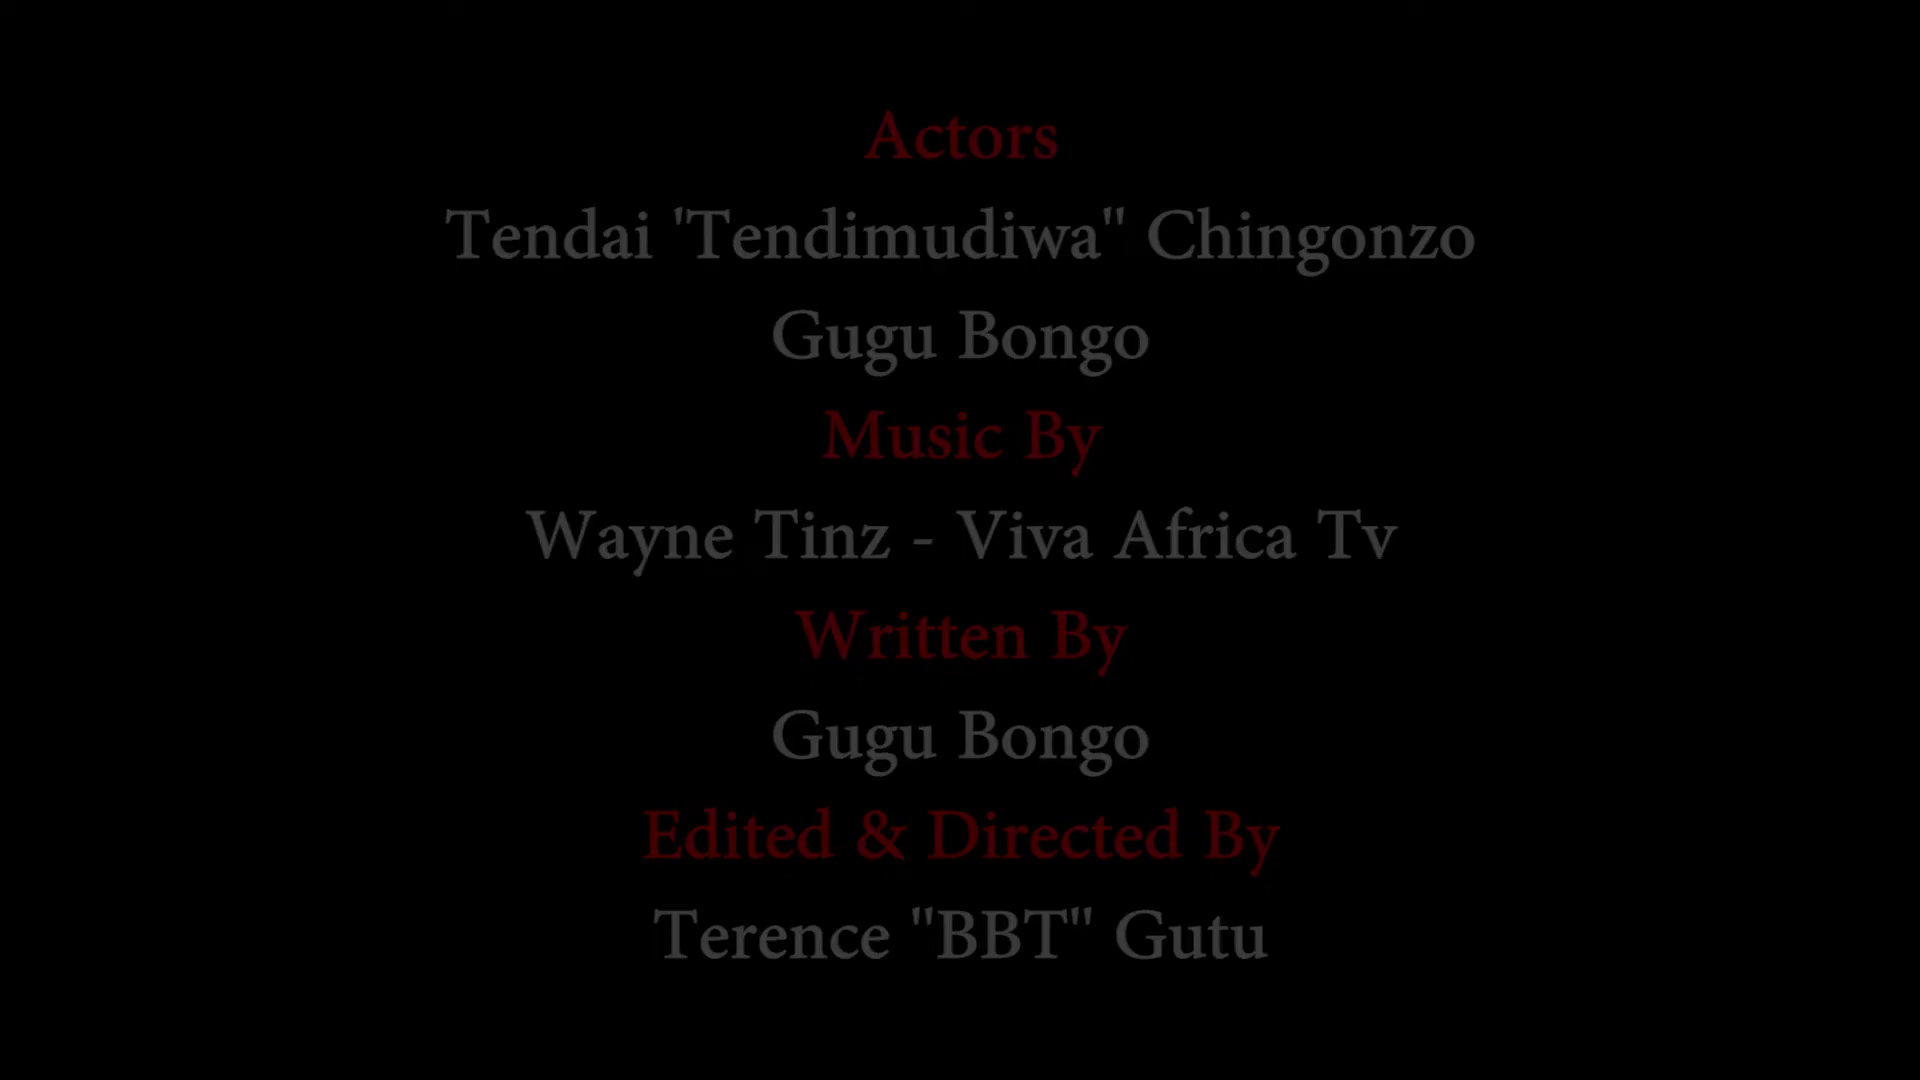 Actors
Tendai 'Tendimudiwa" Chingonzo
Gugu Bongo
Music By
Wayne Tinz - Viva Africa Tv
Written By
Gugu Bongo
Edited & Directed By
Terence "BBT" Gutu